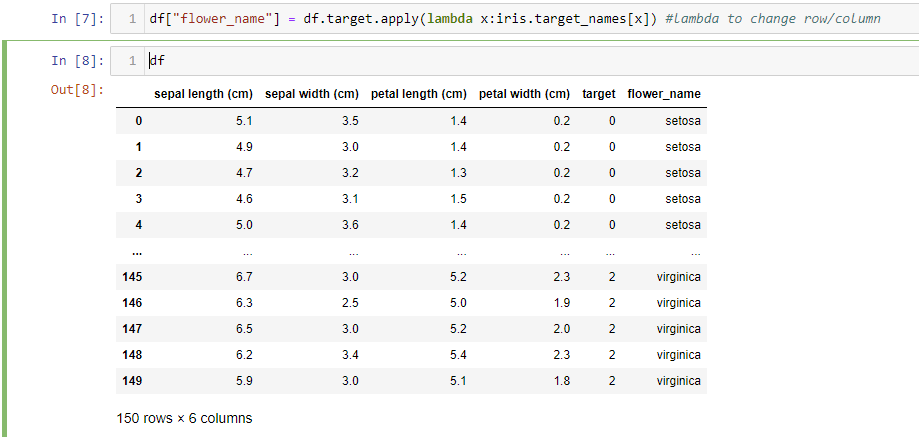 In [7]: 1 df["flower_name"] = df.target.apply(lambda x:iris.target_names[x]) #lambda to change row/column
In [8]: 1 df
Out[8]:
sepal length (cm) sepal width (cm) petal length (cm) petal width (cm) target flower_name
0 5.1 3.5 1.4 0.2 0 setosa
1 4.9 3.0 1.4 0.2 0 setosa
2 4.7 3.2 1.3 0.2 0 setosa
3 4.6 3.1 1.5 0.2 0 setosa
4 5.0 3.6 1.4 0.2 0 setosa
... ... ... ... ... ... ...
145 6.7 3.0 5.2 2.3 2 virginica
146 6.3 2.5 5.0 1.9 2 virginica
147 6.5 3.0 5.2 2.0 2 virginica
148 6.2 3.4 5.4 2.3 2 virginica
149 5.9 3.0 5.1 1.8 2 virginica
150 rows × 6 columns